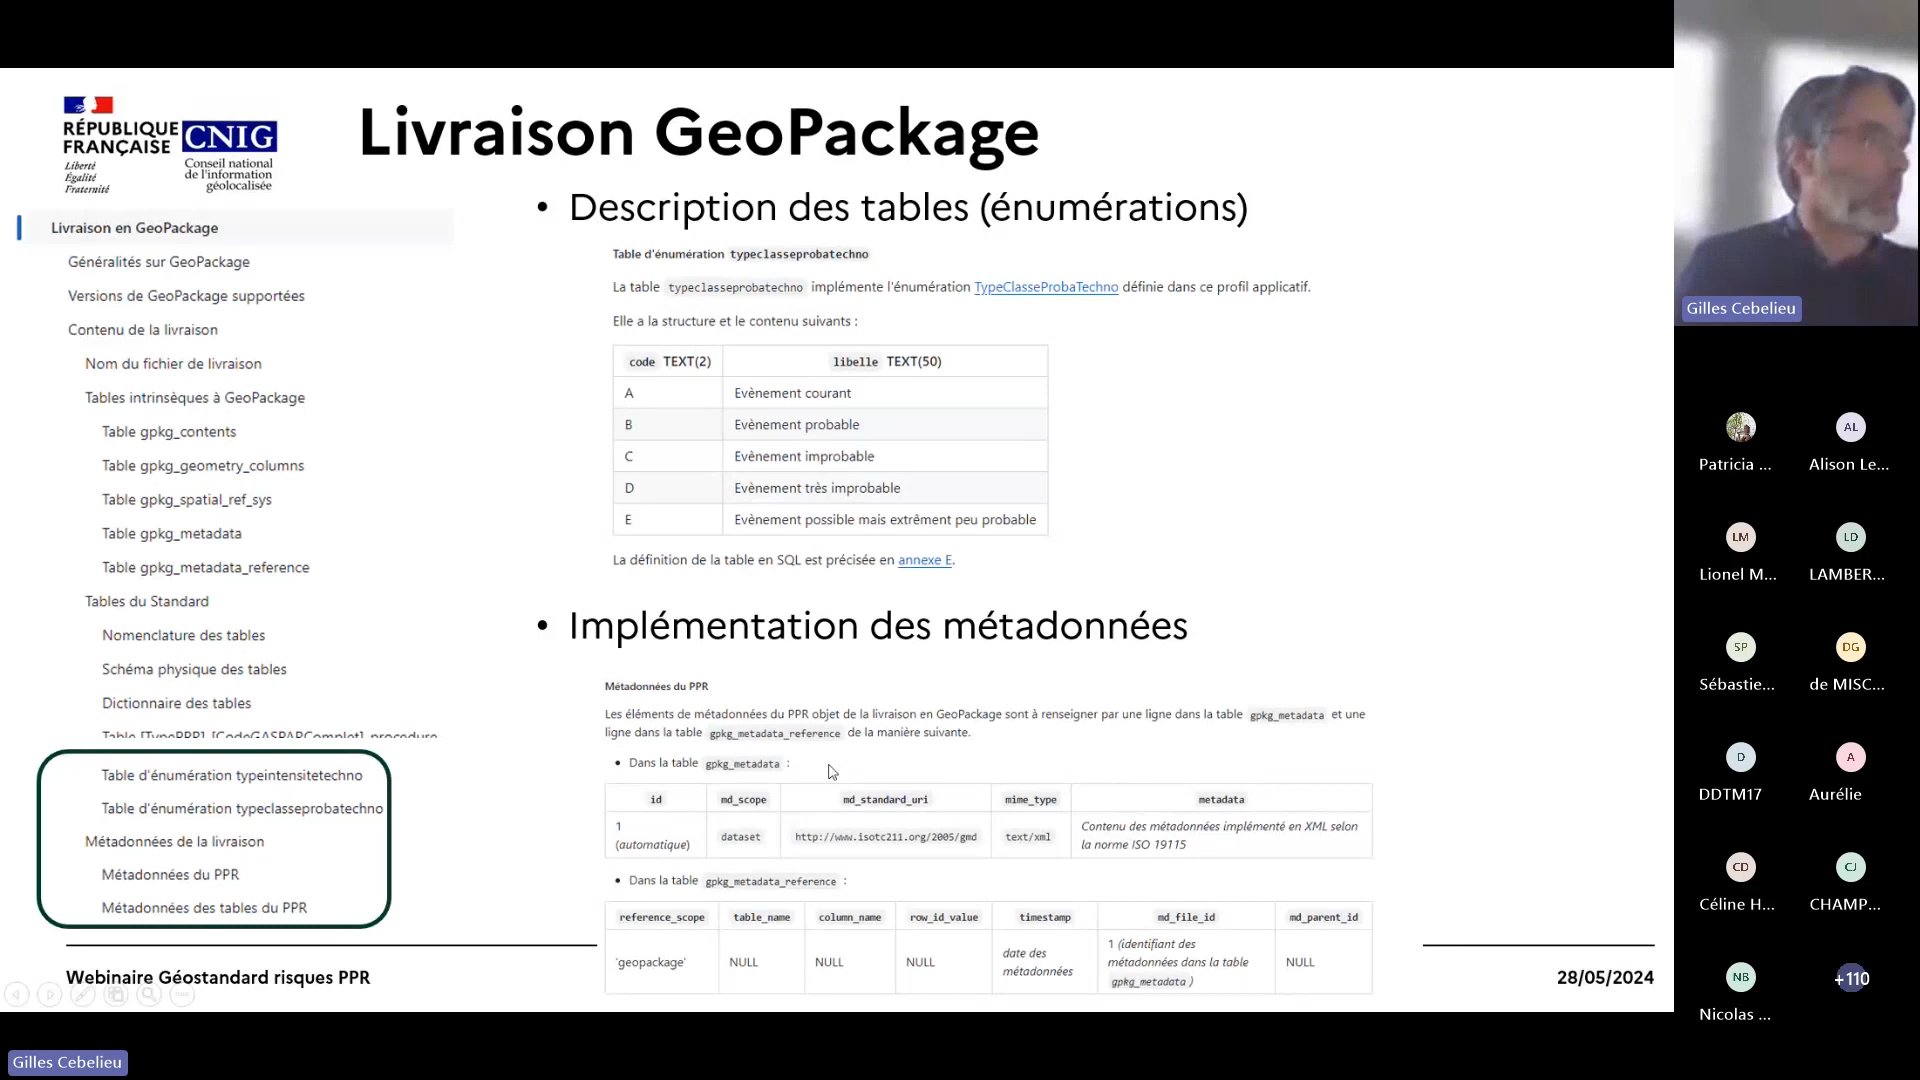 RÉPUBLIQUE
FRANÇAISE
Liberté
Égalité
Fraternité
CNIG
Conseil national
de l'information
géolocalisée
Livraison GeoPackage
Livraison en GeoPackage
Généralités sur GeoPackage
Versions de GeoPackage supportées
Contenu de la livraison
Nom du fichier de livraison
Tables intrinsèques à GeoPackage
Table gpkg_contents
Table gpkg_geometry_columns
Table gpkg_spatial_ref_sys
Table gpkg_metadata
Table gpkg_metadata_reference
Tables du Standard
Nomenclature des tables
Schéma physique des tables
Dictionnaire des tables
Table [TypePPR]_[CodeGASPARComplet]_procedure
Table d'énumération typeintensitetechno
Table d'énumération typeclasseprobatechno
Métadonnées de la livraison
Métadonnées du PPR
Métadonnées des tables du PPR
• Description des tables (énumérations)
Table d'énumération typeclasseprobatechno
La table typeclasseprobatechno implémente l'énumération TypeClasseProbaTechno définie dans ce profil applicatif.
Elle a la structure et le contenu suivants :
code TEXT(2) libelle TEXT(50)
A Evènement courant
B Evènement probable
C Evènement improbable
D Evènement très improbable
E Evènement possible mais extrêment peu probable
La définition de la table en SQL est précisée en annexe E.
• Implémentation des métadonnées
Métadonnées du PPR
Les éléments de métadonnées du PPR objet de la livraison en GeoPackage sont à renseigner par une ligne dans la table gpkg_metadata et une
ligne dans la table gpkg_metadata_reference de la manière suivante.
• Dans la table gpkg_metadata :
id md_scope md_standard_uri mime_type metadata
1 (automatique) dataset http://www.isotc211.org/2005/gmd text/xml Contenu des métadonnées implémenté en XML selon la norme ISO 19115
• Dans la table gpkg_metadata_reference :
reference_scope table_name column_name row_id_value timestamp md_file_id md_parent_id
'geopackage' NULL NULL NULL date des métadonnées 1 (identifiant des métadonnées dans la table gpkg_metadata) NULL
Webinaire Géostandard risques PPR
28/05/2024
Gilles Cebelieu
Gilles Cebelieu
Patricia ...
AL
Alison Le...
LM
Lionel M...
LD
LAMBER...
SP
Sébastie...
DG
de MISC...
D
DDTM17
A
Aurélie
CD
Céline H...
CJ
CHAMP...
NB
Nicolas ...
+110